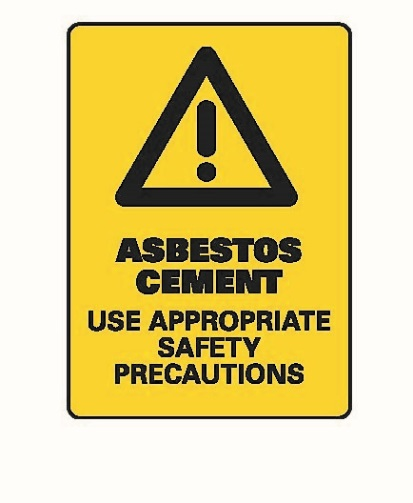 ASBESTOS
CEMENT
USE APPROPRIATE
SAFETY
PRECAUTIONS